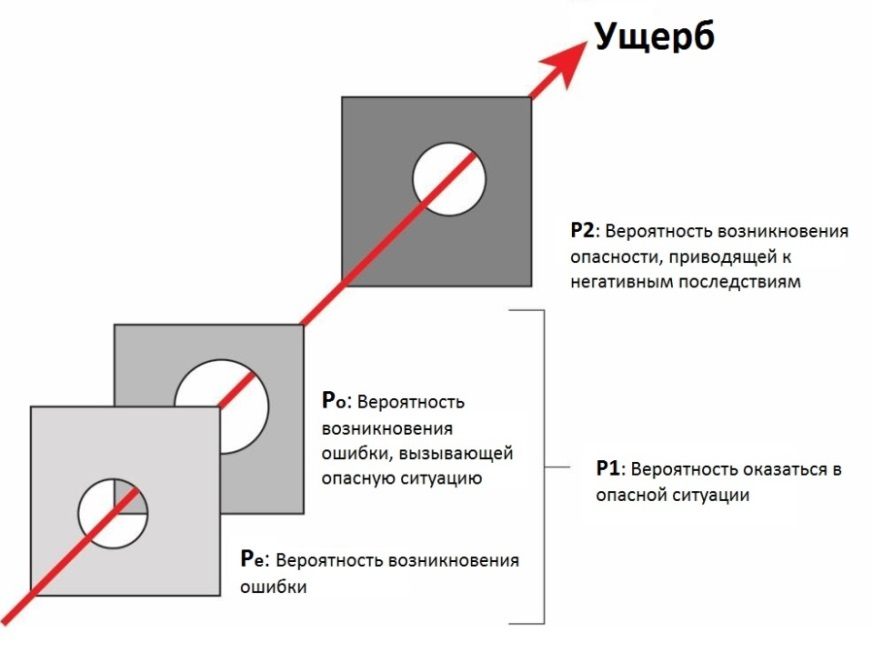 Ущерб
P2: Вероятность возникновения
опасности, приводящей к
негативным последствиям
Po: Вероятность
возникновения
ошибки, вызывающей
опасную ситуацию
P1: Вероятность оказаться в
опасной ситуации
Pe: Вероятность возникновения
ошибки